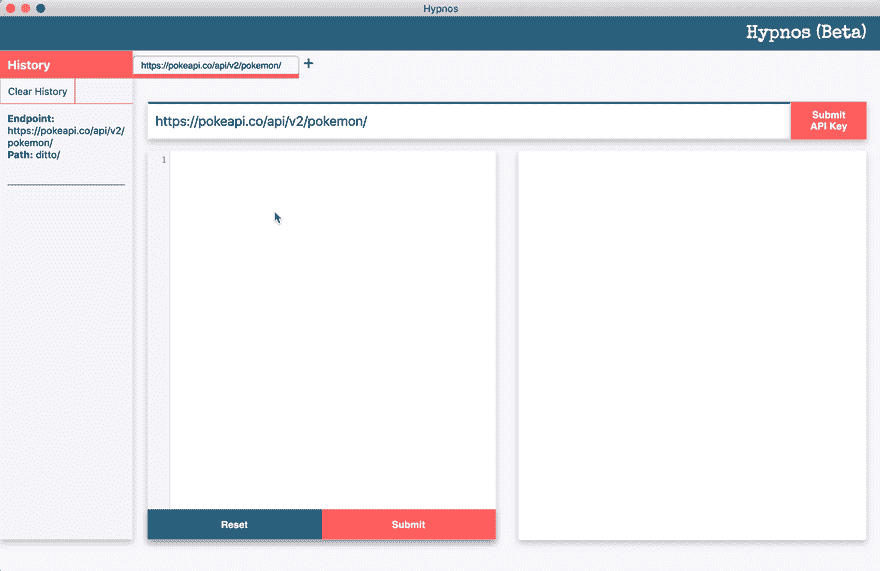 Hypnos
Hypnos (Beta)
History
https://pokeapi.co/api/v2/pokemon/ +
Clear History
Endpoint:
https://pokeapi.co/api/v2/
pokemon/
Path: ditto/
https://pokeapi.co/api/v2/pokemon/
Submit
API Key
1
Reset
Submit